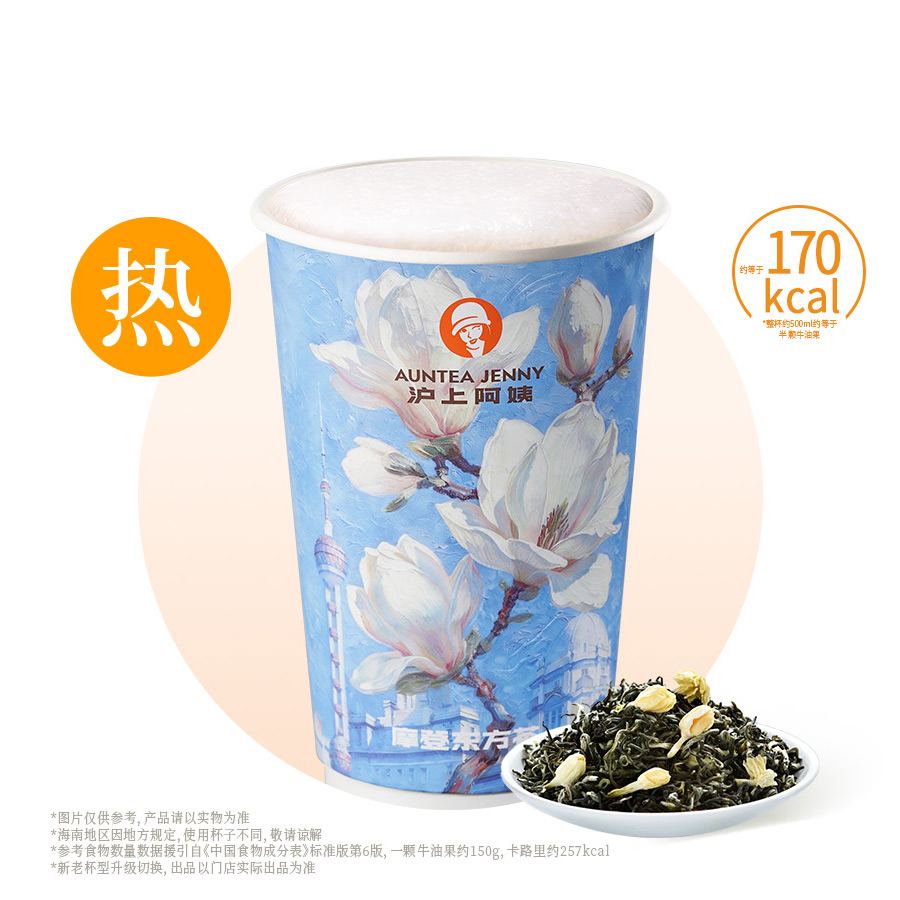 热
约等于 170
kcal
*整杯约500ml约等于
半颗牛油果
AUNTEA JENNY
沪上阿姨
摩登东方茶
*图片仅供参考, 产品请以实物为准
*海南地区因地方规定, 使用杯子不同, 敬请谅解
*参考食物数量数据援引自《中国食物成分表》标准版第6版, 一颗牛油果约150g, 卡路里约257kcal
*新老杯型升级切换, 出品以门店实际出品为准